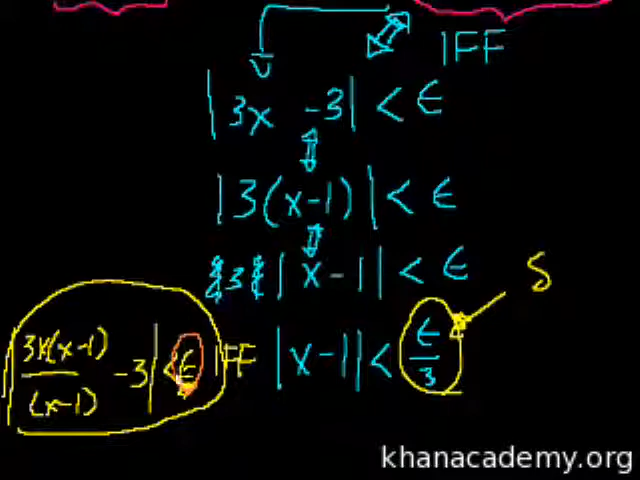 IFF
|3x - 3| < ε
|3(x-1)| < ε
|3||x - 1| < ε
δ
|3x(x-1)/(x-1) - 3| < ε IFF |x-1| < ε/3
khanacademy.org